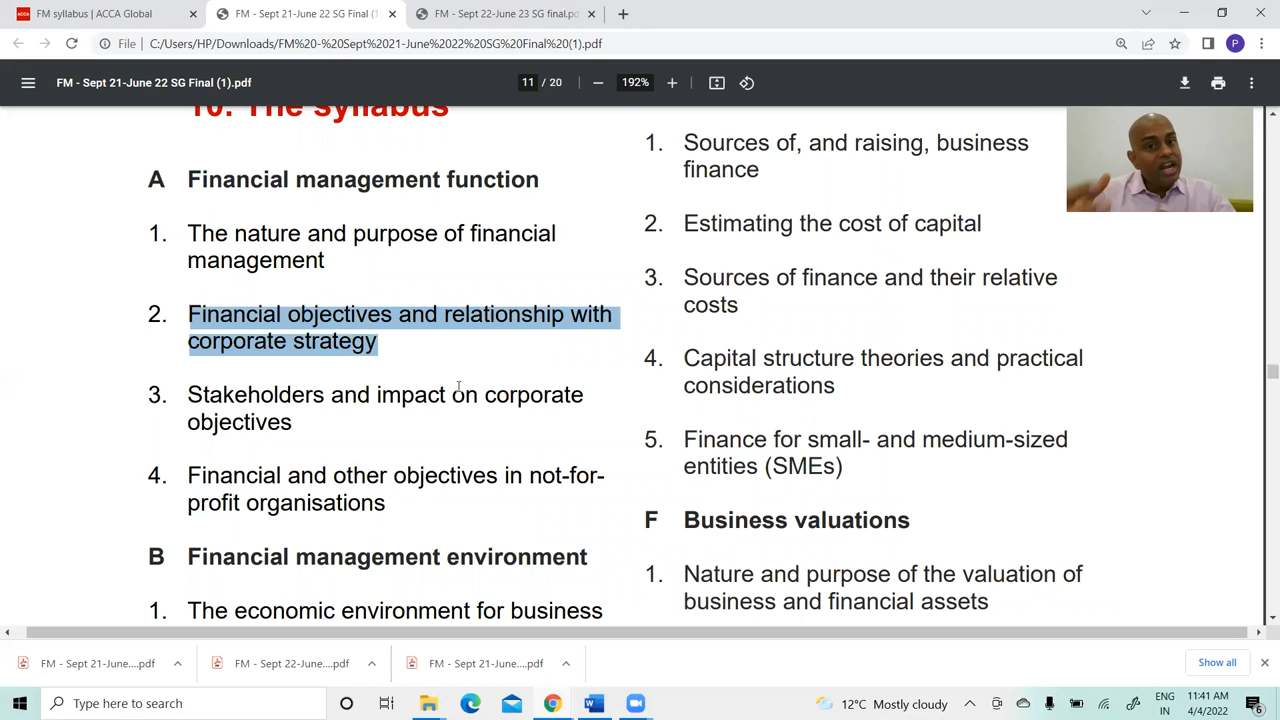 ACCA
FM syllabus | ACCA Global
FM - Sept 21-June 22 SG Final (1
FM - Sept 22-June 23 SG final.pd
File
C:/Users/HP/Downloads/FM%20-%20Sept%2021-June%2022%20SG%20Final%20(1).pdf
P
FM - Sept 21-June 22 SG Final (1).pdf
11 / 20
192%
10. The syllabus
A Financial management function
1. The nature and purpose of financial
management
2. Financial objectives and relationship with
corporate strategy
3. Stakeholders and impact on corporate
objectives
4. Financial and other objectives in not-for-
profit organisations
B Financial management environment
1. The economic environment for business
1. Sources of, and raising, business
finance
2. Estimating the cost of capital
3. Sources of finance and their relative
costs
4. Capital structure theories and practical
considerations
5. Finance for small- and medium-sized
entities (SMEs)
F Business valuations
1. Nature and purpose of the valuation of
business and financial assets
FM - Sept 21-June....pdf
FM - Sept 22-June....pdf
FM - Sept 21-June....pdf
Show all
Type here to search
12°C Mostly cloudy
ENG
IN
11:41 AM
4/4/2022
6